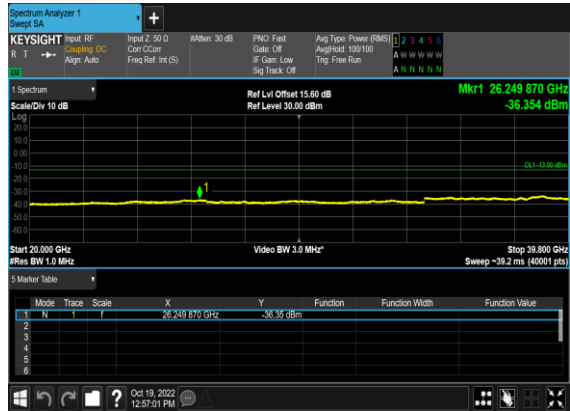 Spectrum Analyzer 1
Swept SA
KEYSIGHT Input: RF Input Z: 50 Ω #Atten: 30 dB PNO: Fast Avg Type: Power (RMS) 1 2 3 4 5 6
R T Coupling: DC Corr CCorr Gate: Off Avg|Hold: 100/100 A W W W W W
Align: Auto Freq Ref: Int (S) IF Gain: Low Trig: Free Run
LW Sig Track: Off A N N N N N
1 Spectrum Ref Lvl Offset 15.60 dB Mkr1 26.249 870 GHz
Scale/Div 10 dB Ref Level 30.00 dBm -36.354 dBm
Log
20.0
10.0
0.00
-10.0
DL1 -13.00 dBm
-20.0
-30.0
1
-40.0
-50.0
-60.0
Start 20.000 GHz Video BW 3.0 MHz* Stop 39.800 GHz
#Res BW 1.0 MHz Sweep ~39.2 ms (40001 pts)
5 Marker Table
Mode Trace Scale X Y Function Function Width Function Value
1 N 1 f 26.249 870 GHz -36.35 dBm
2
3
4
5
6
? Oct 19, 2022
12:57:01 PM